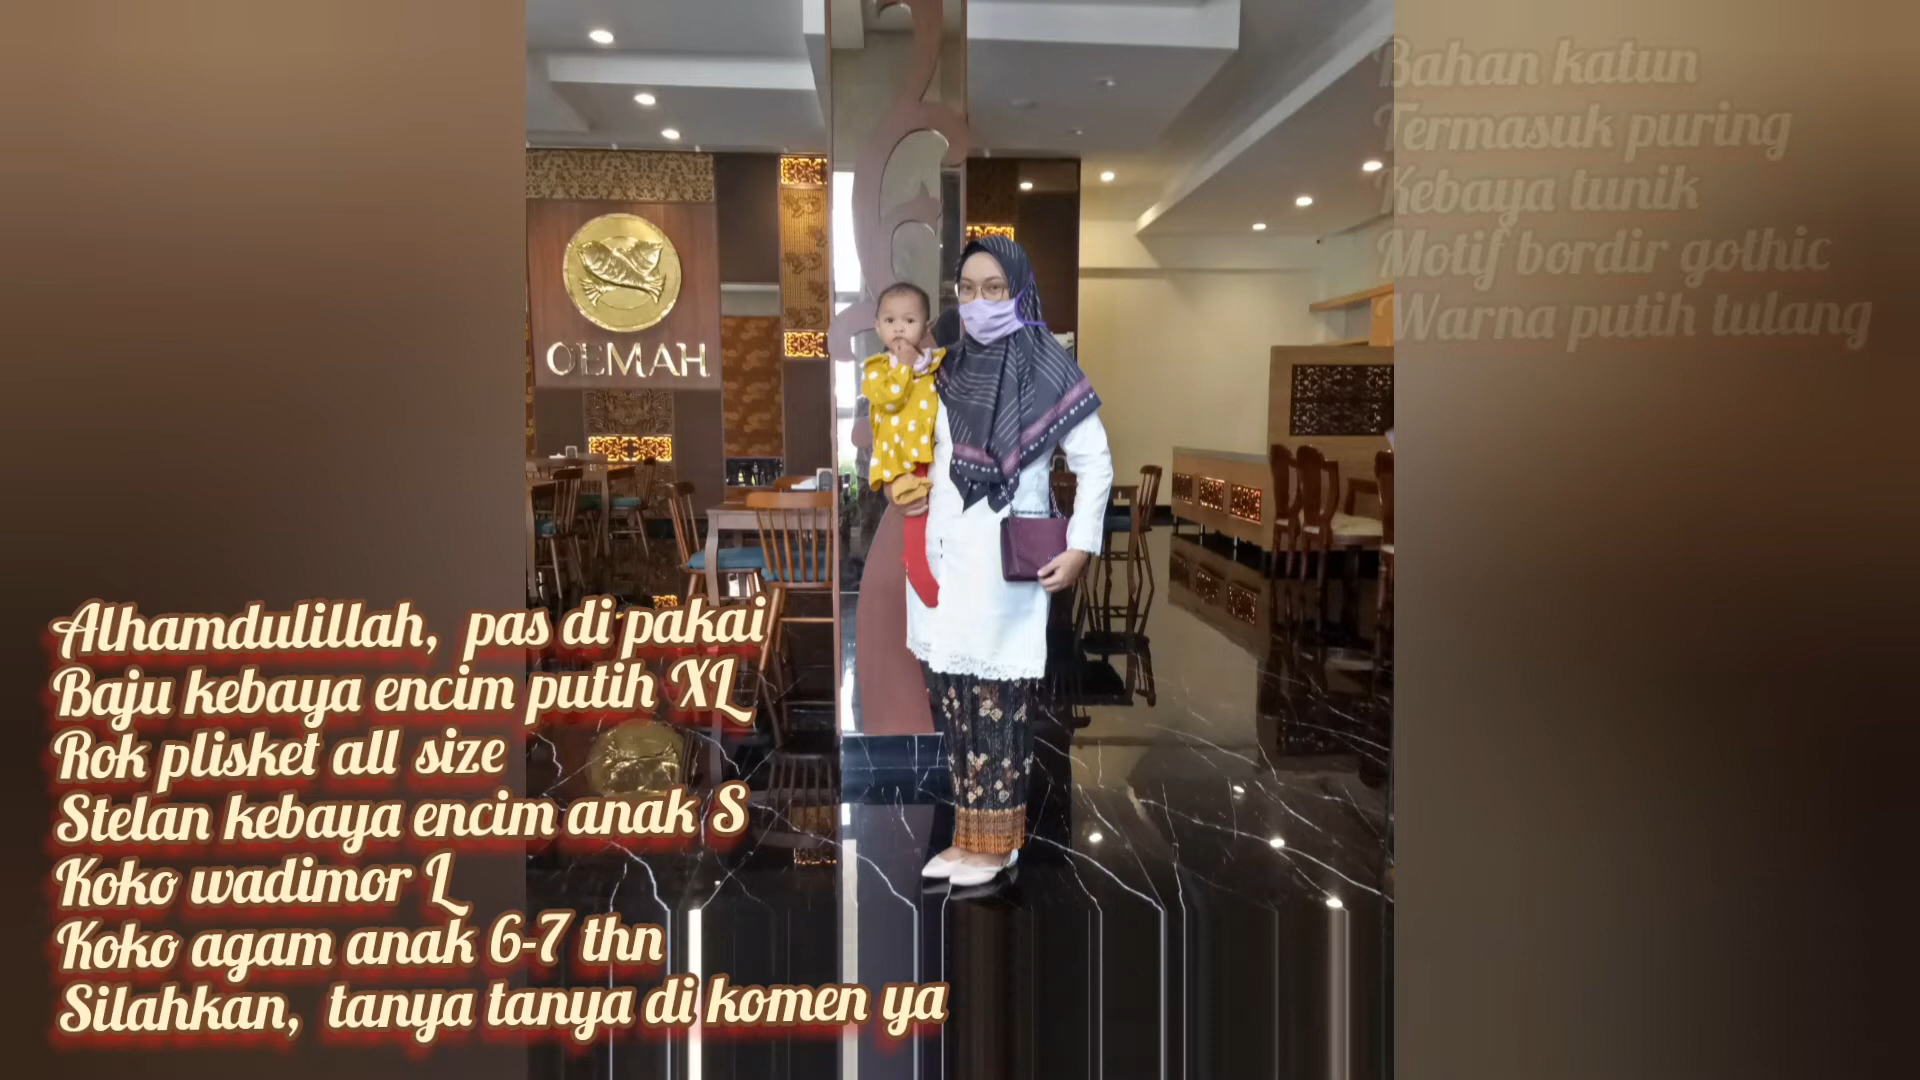 Bahan katun
Termasuk puring
Kebaya tunik
Motif bordir gothic
Warna putih tulang
OEMAH
Alhamdulillah, pas di pakai
Baju kebaya encim putih XL
Rok plisket all size
Stelan kebaya encim anak S
Koko wadimor L
Koko agam anak 6-7 thn
Silahkan, tanya tanya di komen ya